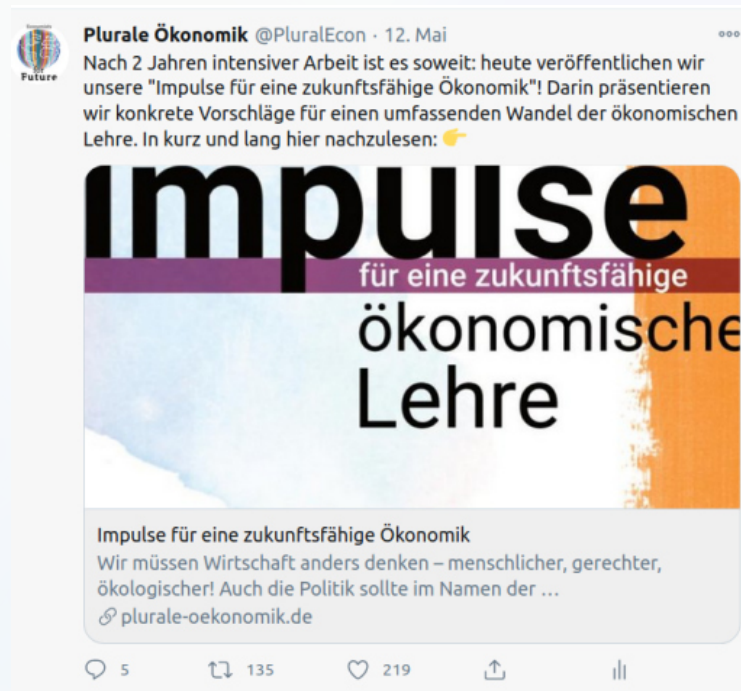 Future
Plurale Ökonomik @PluralEcon · 12. Mai
Nach 2 Jahren intensiver Arbeit ist es soweit: heute veröffentlichen wir
unsere "Impulse für eine zukunftsfähige Ökonomik"! Darin präsentieren
wir konkrete Vorschläge für einen umfassenden Wandel der ökonomischen
Lehre. In kurz und lang hier nachzulesen: 👉
Impulse
für eine zukunftsfähige
ökonomische
Lehre
Impulse für eine zukunftsfähige Ökonomik
Wir müssen Wirtschaft anders denken – menschlicher, gerechter,
ökologischer! Auch die Politik sollte im Namen der ...
plurale-oekonomik.de
5 135 219